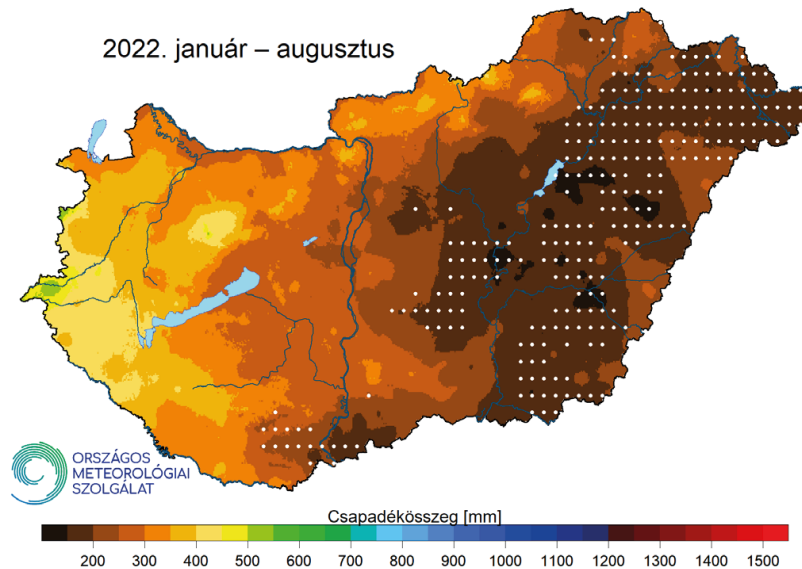 2022. január – augusztus
ORSZÁGOS
METEOROLÓGIAI
SZOLGÁLAT
Csapadékösszeg [mm]
200 300 400 500 600 700 800 900 1000 1100 1200 1300 1400 1500